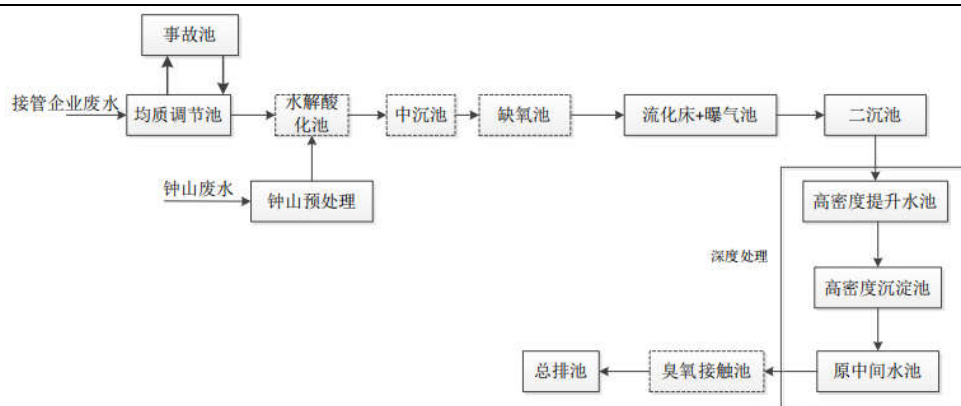 事故池
接管企业废水
均质调节池
水解酸
化池
中沉池
缺氧池
流化床+曝气池
二沉池
钟山废水
钟山预处理
高密度提升水池
深度处理
高密度沉淀池
总排池
臭氧接触池
原中间水池